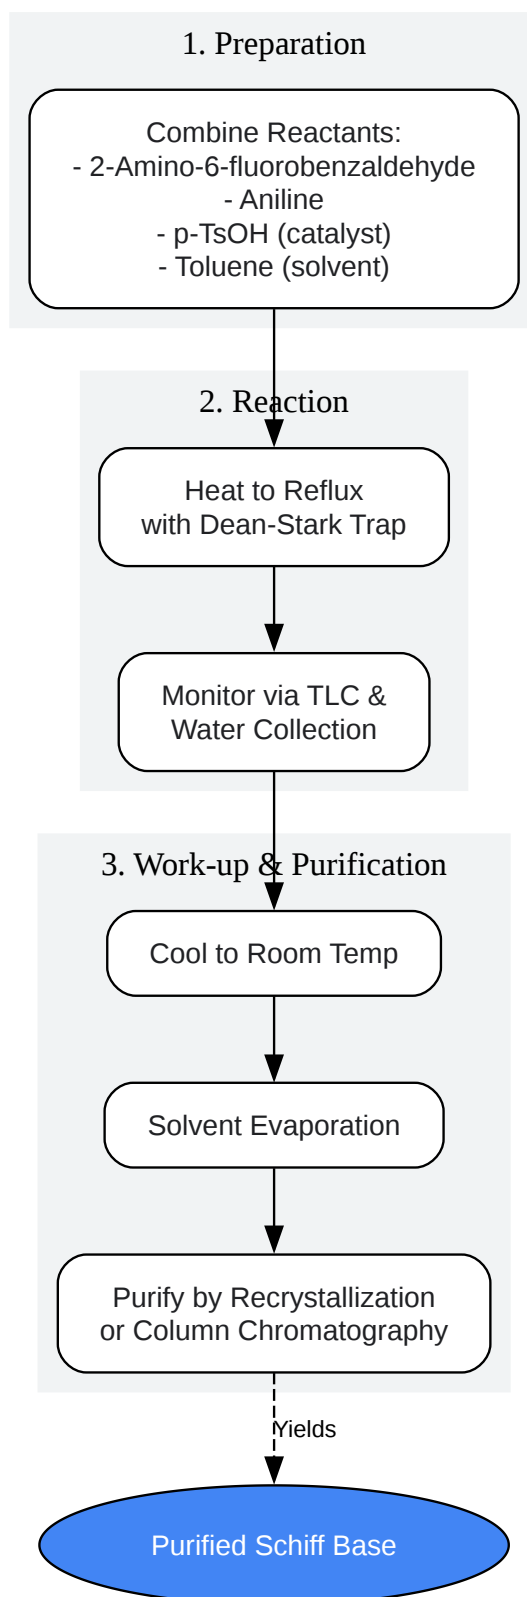 1. Preparation
Combine Reactants:
- 2-Amino-6-fluorobenzaldehyde
- Aniline
- p-TsOH (catalyst)
- Toluene (solvent)
2. Reaction
Heat to Reflux
with Dean-Stark Trap
Monitor via TLC &
Water Collection
3. Work-up & Purification
Cool to Room Temp
Solvent Evaporation
Purify by Recrystallization
or Column Chromatography
Yields
Purified Schiff Base